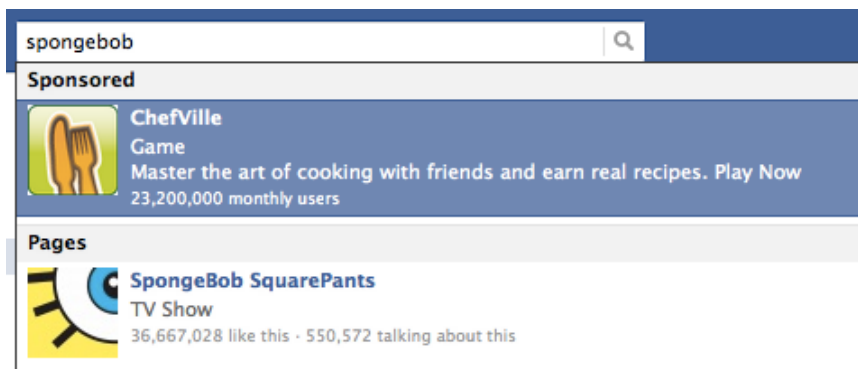 spongebob
Sponsored
ChefVille
Game
Master the art of cooking with friends and earn real recipes. Play Now
23,200,000 monthly users
Pages
SpongeBob SquarePants
TV Show
36,667,028 like this · 550,572 talking about this